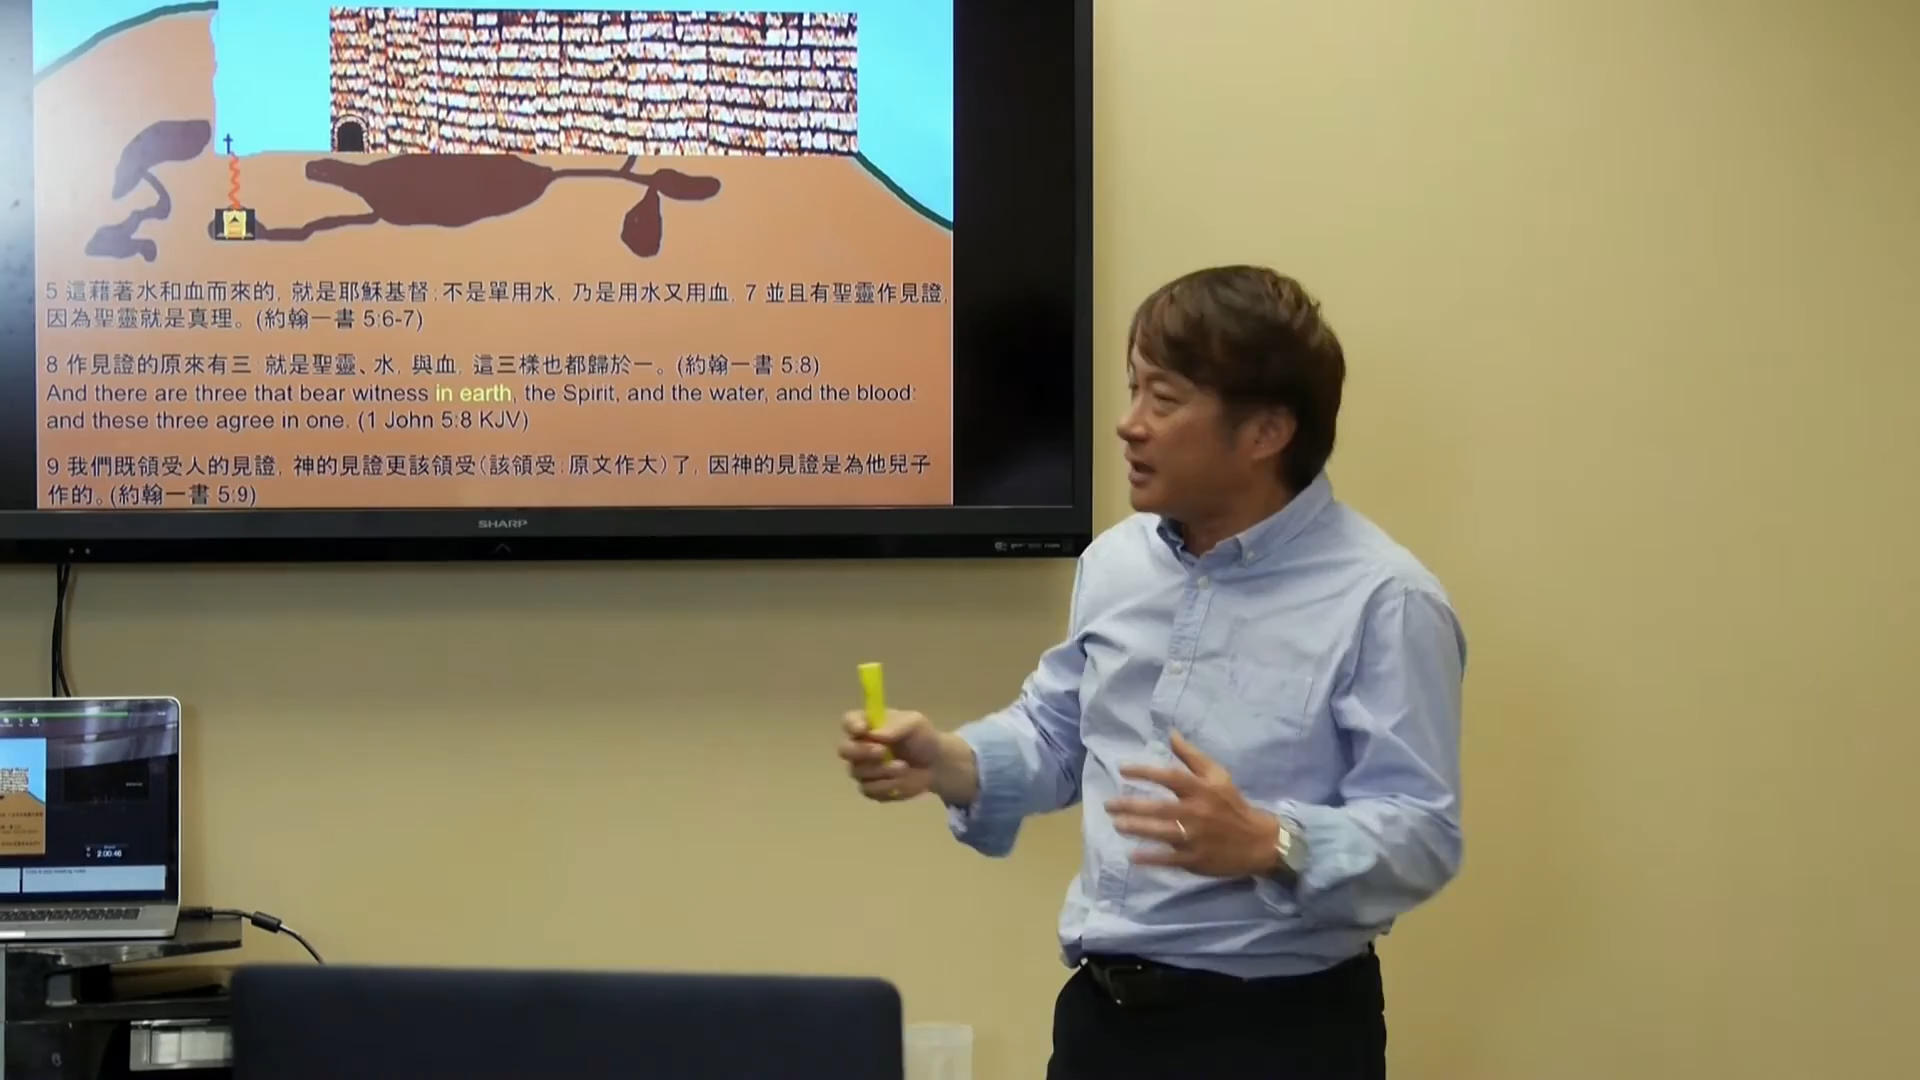 5 這藉著水和血而來的, 就是耶穌基督; 不是單用水, 乃是用水又用血, 7 並且有聖靈作見證,
因為聖靈就是真理。(約翰一書 5:6-7)
8 作見證的原來有三: 就是聖靈、水, 與血, 這三樣也都歸於一。(約翰一書 5:8)
And there are three that bear witness in earth, the Spirit, and the water, and the blood:
and these three agree in one. (1 John 5:8 KJV)
9 我們既領受人的見證, 神的見證更該領受(該領受: 原文作大)了, 因神的見證是為他兒子
作的。(約翰一書 5:9)
SHARP
2:00:46